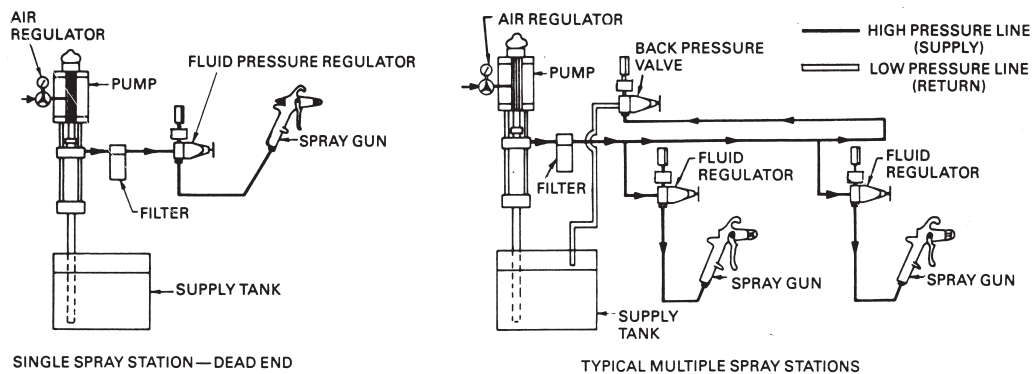 AIR
REGULATOR
PUMP
FLUID PRESSURE REGULATOR
SPRAY GUN
FILTER
SUPPLY TANK
SINGLE SPRAY STATION—DEAD END
AIR REGULATOR
PUMP
BACK PRESSURE
VALVE
HIGH PRESSURE LINE
(SUPPLY)
LOW PRESSURE LINE
(RETURN)
FILTER
FLUID
REGULATOR
FLUID
REGULATOR
SPRAY GUN
SPRAY GUN
SUPPLY
TANK
TYPICAL MULTIPLE SPRAY STATIONS